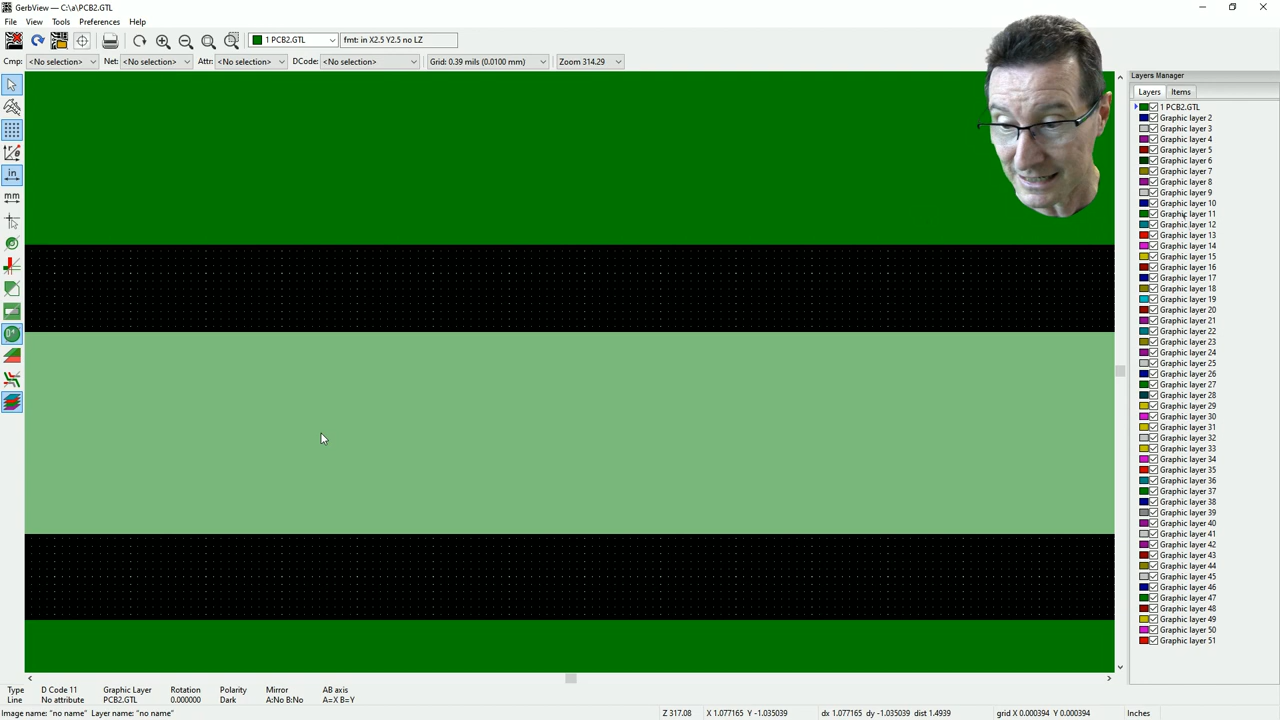 GerbView — C:\a\PCB2.GTL
File View Tools Preferences Help
1 PCB2.GTL fmt: in X2.5 Y2.5 no LZ
Cmp: <No selection> Net: <No selection> Attr: <No selection> DCode: <No selection> Grid: 0.39 mils (0.0100 mm) Zoom 314.29
in
mm
Layers Manager
Layers Items
1 PCB2.GTL
Graphic layer 2
Graphic layer 3
Graphic layer 4
Graphic layer 5
Graphic layer 6
Graphic layer 7
Graphic layer 8
Graphic layer 9
Graphic layer 10
Graphic layer 11
Graphic layer 12
Graphic layer 13
Graphic layer 14
Graphic layer 15
Graphic layer 16
Graphic layer 17
Graphic layer 18
Graphic layer 19
Graphic layer 20
Graphic layer 21
Graphic layer 22
Graphic layer 23
Graphic layer 24
Graphic layer 25
Graphic layer 26
Graphic layer 27
Graphic layer 28
Graphic layer 29
Graphic layer 30
Graphic layer 31
Graphic layer 32
Graphic layer 33
Graphic layer 34
Graphic layer 35
Graphic layer 36
Graphic layer 37
Graphic layer 38
Graphic layer 39
Graphic layer 40
Graphic layer 41
Graphic layer 42
Graphic layer 43
Graphic layer 44
Graphic layer 45
Graphic layer 46
Graphic layer 47
Graphic layer 48
Graphic layer 49
Graphic layer 50
Graphic layer 51
Type D Code 11 Graphic Layer Rotation Polarity Mirror AB axis
Line No attribute PCB2.GTL 0.000000 Dark A:No B:No A=X B=Y
Image name: "no name" Layer name: "no name" Z 317.08 X 1.077165 Y -1.035039 dx 1.077165 dy -1.035039 dist 1.4939 grid X 0.000394 Y 0.000394 Inches